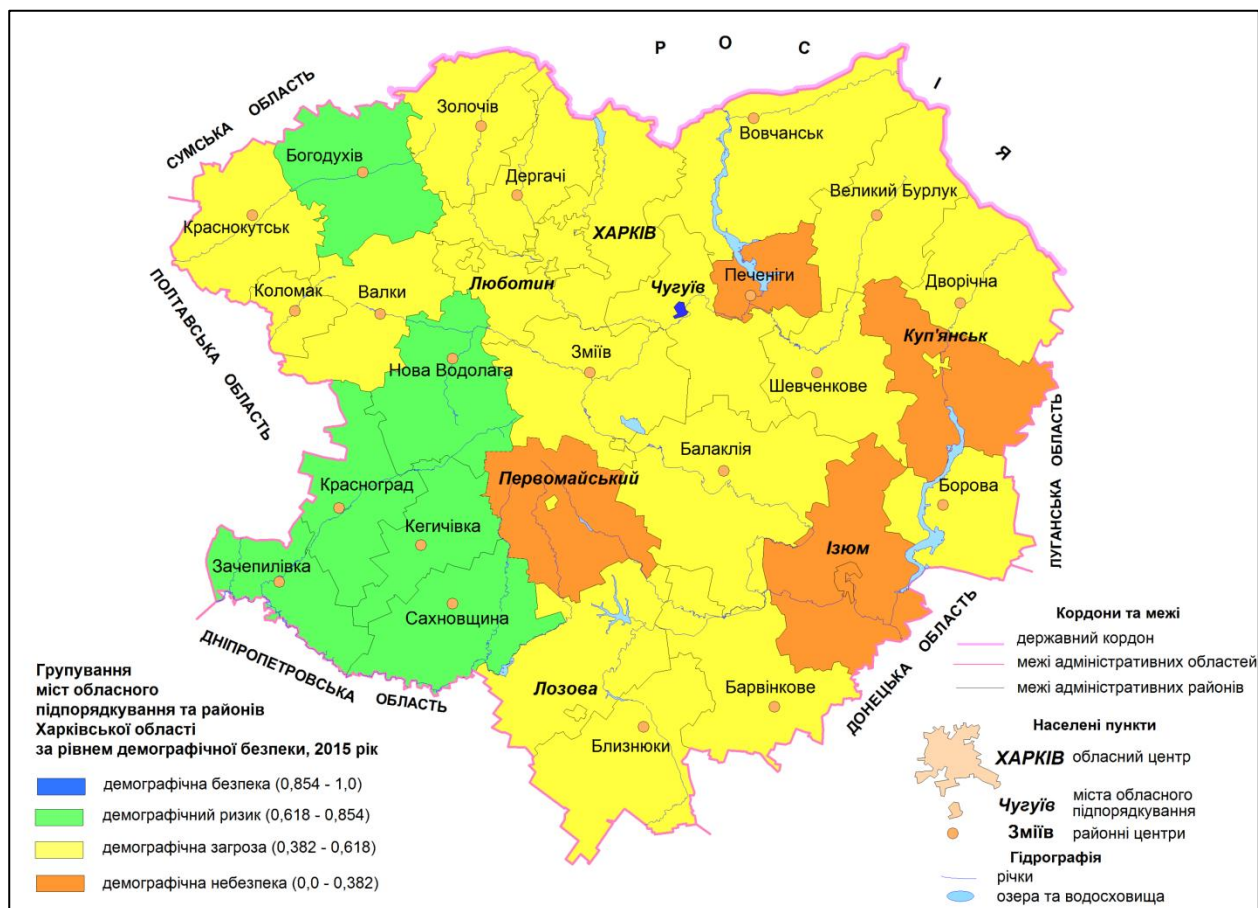 Р О С І Я
СУМСЬКА ОБЛАСТЬ
ПОЛТАВСЬКА ОБЛАСТЬ
ДНІПРОПЕТРОВСЬКА ОБЛАСТЬ
ДОНЕЦЬКА ОБЛАСТЬ
ЛУГАНСЬКА ОБЛАСТЬ
Золочів
Вовчанськ
Богодухів
Дергачі
Великий Бурлук
Краснокутськ
ХАРКІВ
Люботин
Чугуїв
Печеніги
Дворічна
Коломак
Валки
Куп'янськ
Зміїв
Нова Водолага
Шевченкове
Балаклія
Красноград
Первомайський
Борова
Кегичівка
Ізюм
Зачепилівка
Сахновщина
Лозова
Барвінкове
Близнюки
Групування
міст обласного
підпорядкування та районів
Харківської області
за рівнем демографічної безпеки, 2015 рік
демографічна безпека (0,854 - 1,0)
демографічний ризик (0,618 - 0,854)
демографічна загроза (0,382 - 0,618)
демографічна небезпека (0,0 - 0,382)
Кордони та межі
державний кордон
межі адміністративних областей
межі адміністративних районів
Населені пункти
ХАРКІВ обласний центр
Чугуїв міста обласного
підпорядкування
Зміїв районні центри
Гідрографія
річки
озера та водосховища